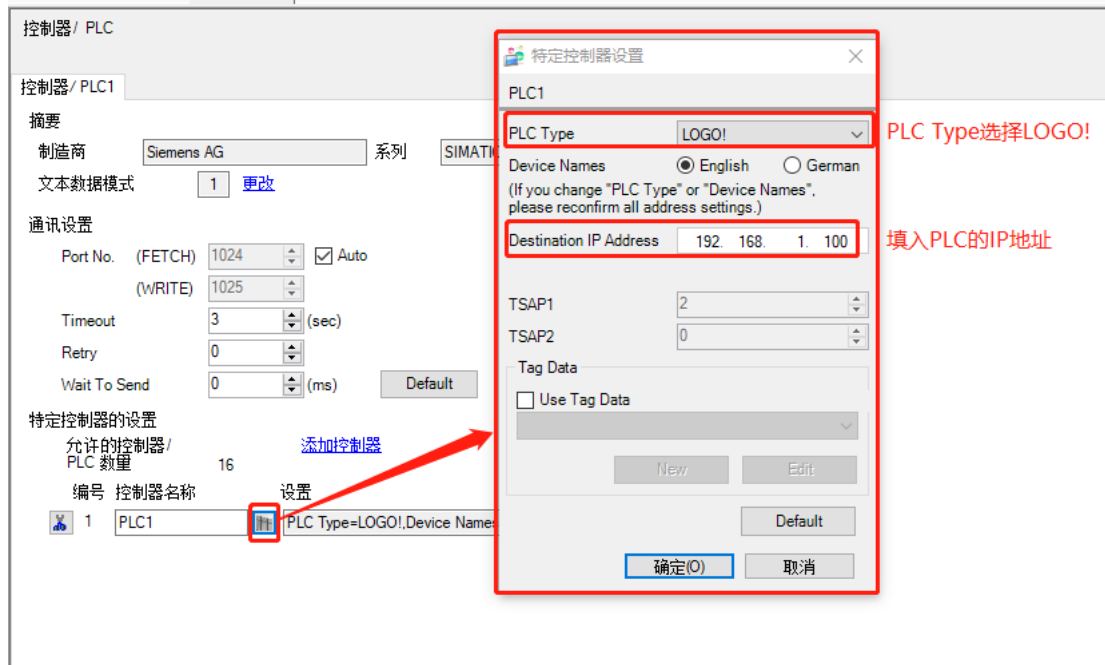 控制器/ PLC
控制器/ PLC1
摘要
制造商 Siemens AG 系列 SIMATIC
文本数据模式 1 更改
通讯设置
Port No. (FETCH) 1024 Auto
(WRITE) 1025
Timeout 3 (sec)
Retry 0
Wait To Send 0 (ms) Default
特定控制器的设置
允许的控制器/
PLC 数量 16 添加控制器
编号 控制器名称 设置
1 PLC1 PLC Type=LOGO!,Device Names
特定控制器设置
PLC1
PLC Type LOGO!
Device Names English German
(If you change "PLC Type" or "Device Names",
please reconfirm all address settings.)
Destination IP Address 192. 168. 1. 100
TSAP1 2
TSAP2 0
Tag Data
Use Tag Data
New Edit
Default
确定(O) 取消
PLC Type选择LOGO!
填入PLC的IP地址